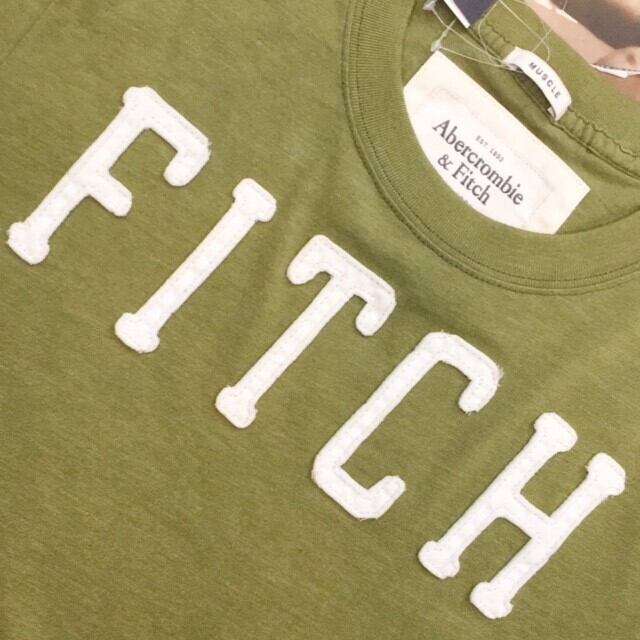 MUSCLE
EST. 1892
Abercrombie
& Fitch
FITCH